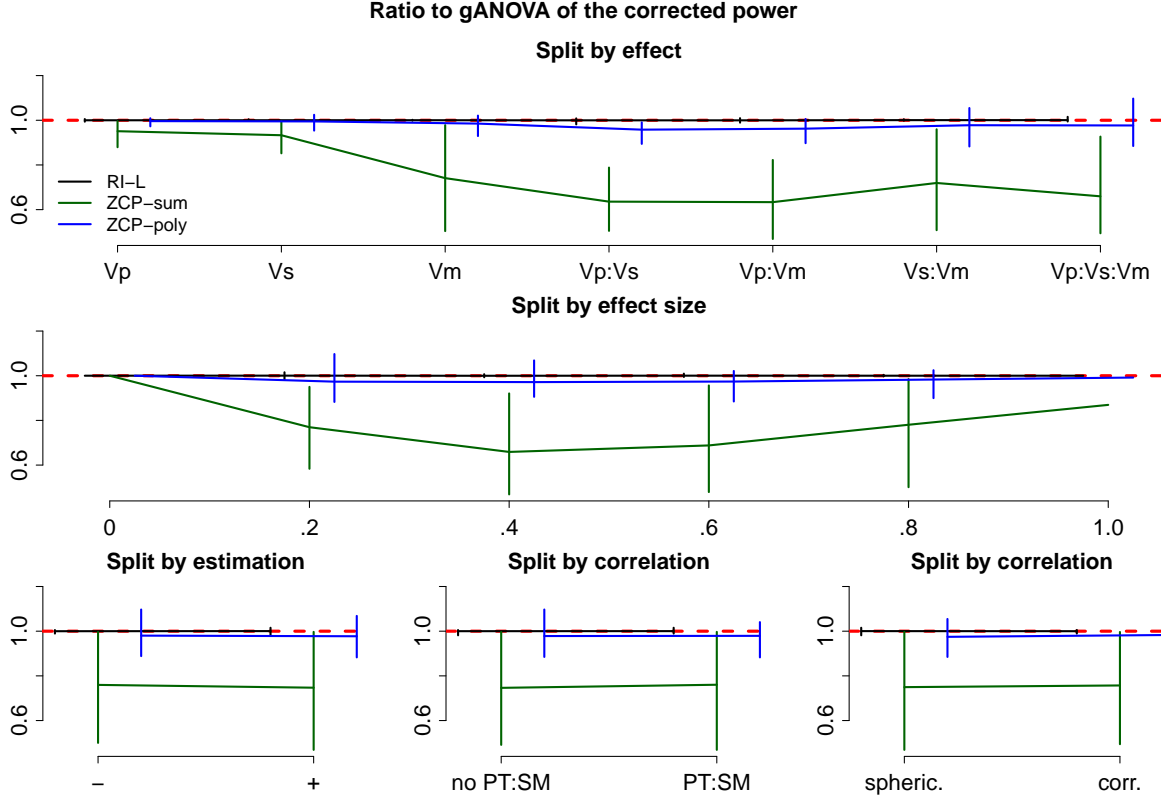 Ratio to gANOVA of the corrected power
Split by effect
1.0
0.6
RI−L
ZCP−sum
ZCP−poly
Vp Vs Vm Vp:Vs Vp:Vm Vs:Vm Vp:Vs:Vm
Split by effect size
1.0
0.6
0 .2 .4 .6 .8 1.0
Split by estimation Split by correlation Split by correlation
1.0 1.0 1.0
0.6 0.6 0.6
− + no PT:SM PT:SM spheric. corr.